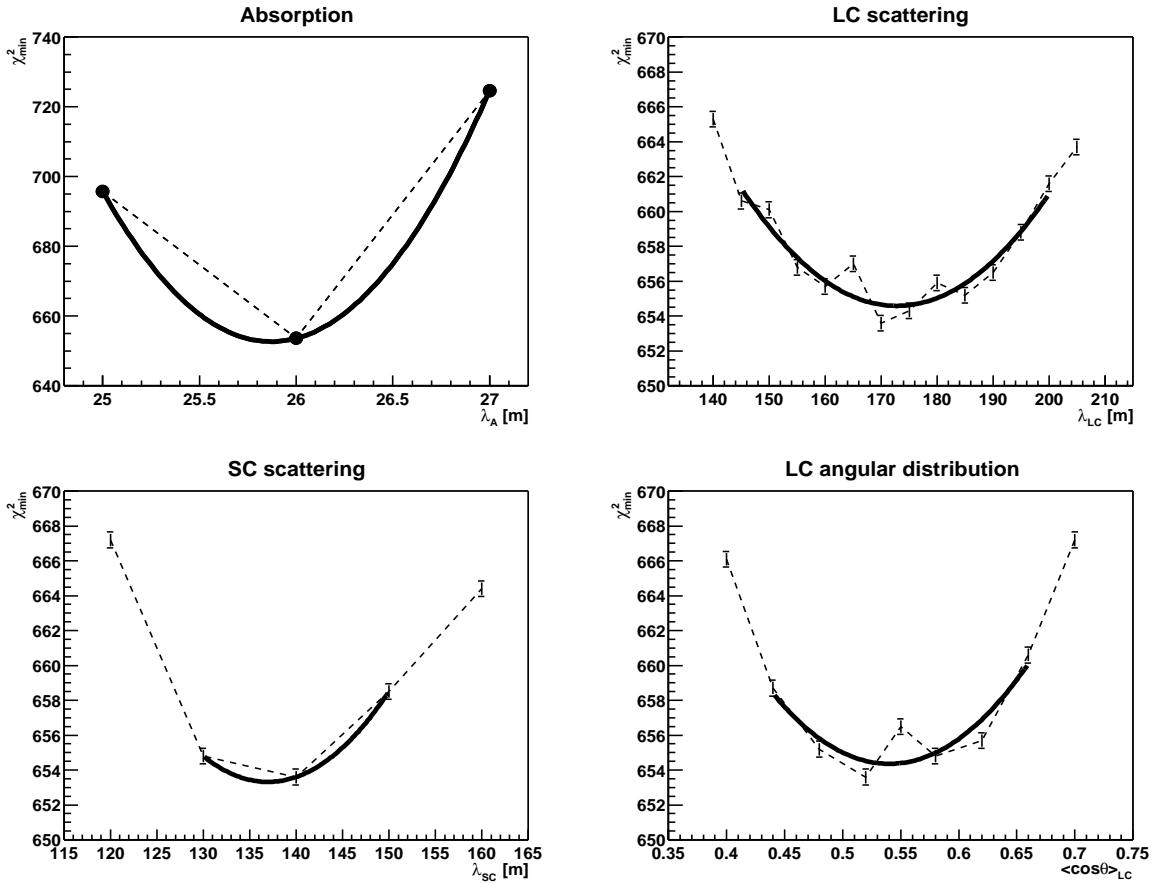 Absorption
χ²min
740
720
700
680
660
640
25 25.5 26 26.5 27
λA [m]
LC scattering
χ²min
670
668
666
664
662
660
658
656
654
652
650
140 150 160 170 180 190 200 210
λLC [m]
SC scattering
χ²min
670
668
666
664
662
660
658
656
654
652
650
115 120 125 130 135 140 145 150 155 160 165
λSC [m]
LC angular distribution
χ²min
670
668
666
664
662
660
658
656
654
652
650
0.35 0.4 0.45 0.5 0.55 0.6 0.65 0.7 0.75
<cosθ>LC